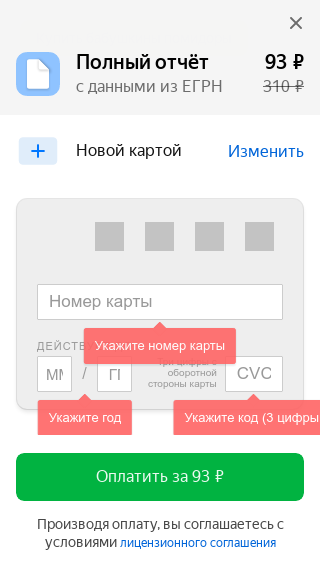 Полный отчёт 93 ₽
с данными из ЕГРН 310 ₽
Новой картой Изменить
Номер карты
Укажите номер карты
ДЕЙСТВ
ММ / ГГ
оборотной
стороны карты
CVC
Укажите год
Укажите код (3 цифры
Оплатить за 93 ₽
Производя оплату, вы соглашаетесь с
условиями лицензионного соглашения